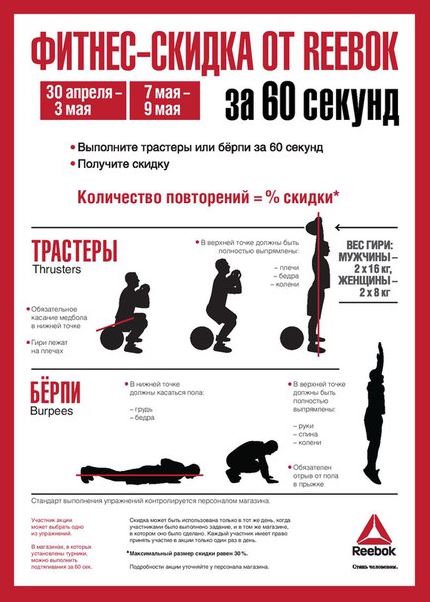 ФИТНЕС-СКИДКА ОТ REEBOK
30 апреля –
3 мая
7 мая –
9 мая
за 60 секунд
• Выполните трастеры или бёрпи за 60 секунд
• Получите скидку
Количество повторений = % скидки*
ТРАСТЕРЫ
Thrusters
• Обязательное
касание медбола
в нижней точке
• Гири лежат
на плечах
• В верхней точке должны быть
полностью
выпрямлены:
– плечи
– бедра
– колени
ВЕС ГИРИ:
МУЖЧИНЫ –
2 х 16 кг,
ЖЕНЩИНЫ –
2 х 8 кг
БЁРПИ
Burpees
• В нижней точке
должны касаться пола:
– грудь
– бедра
• В верхней точке
должны быть
полностью
выпрямлены:
– руки
– спина
– колени
• Обязателен
отрыв от пола
в прыжке
Стандарт выполнения упражнений контролируется персоналом магазина.
Участник акции
может выбрать одно
из упражнений.
В магазинах, в которых
установлены турники,
можно выполнить
подтягивания за 60 сек.
Скидка может быть использована только в тот же день, когда
участниками было выполнено задание, и в том же магазине,
в котором оно было сделано. Каждый участник имеет право
принять участие в акции только один раз в день.
*Максимальный размер скидки равен 30%.
Подробности акции уточняйте у персонала магазина.
Reebok
Стань человеком.